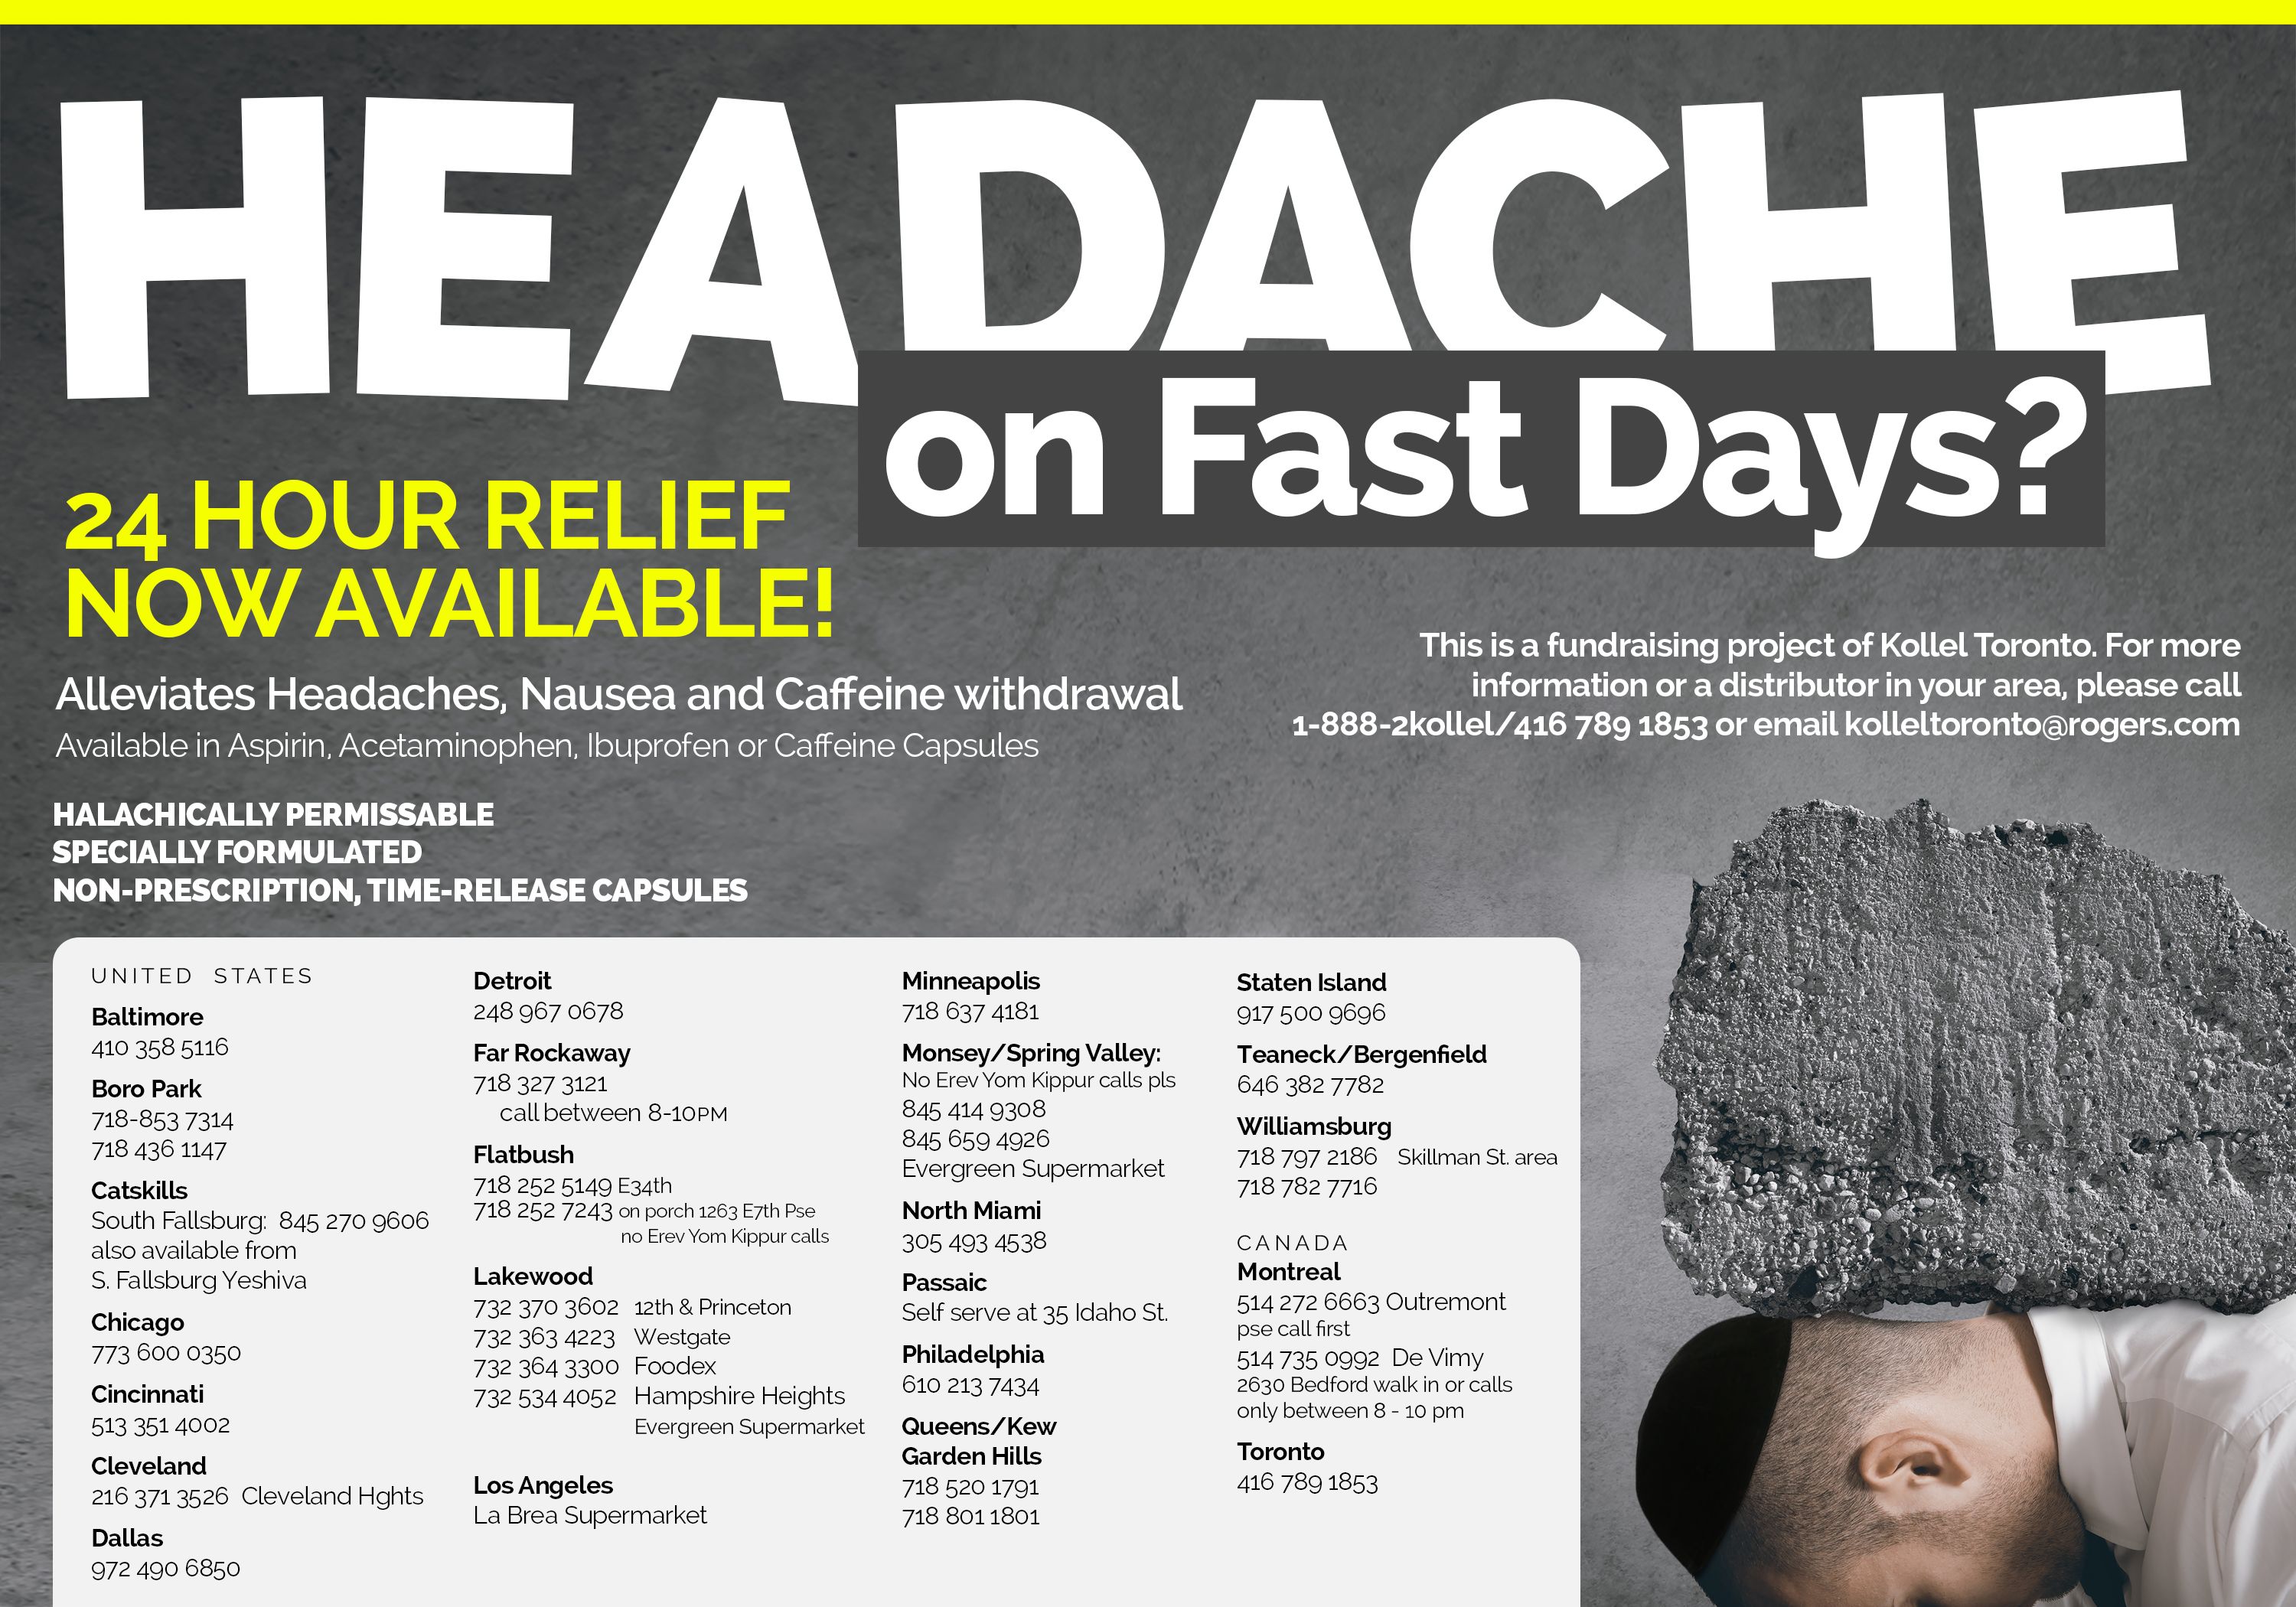 HEADACHE
on Fast Days?
24 HOUR RELIEF
NOW AVAILABLE!
Alleviates Headaches, Nausea and Caffeine withdrawal
Available in Aspirin, Acetaminophen, Ibuprofen or Caffeine Capsules
This is a fundraising project of Kollel Toronto. For more
information or a distributor in your area, please call
1-888-2kollel/416 789 1853 or email kolleltoronto@rogers.com
HALACHICALLY PERMISSABLE
SPECIALLY FORMULATED
NON-PRESCRIPTION, TIME-RELEASE CAPSULES
UNITED STATES
Baltimore
410 358 5116
Boro Park
718-853 7314
718 436 1147
Catskills
South Fallsburg: 845 270 9606
also available from
S. Fallsburg Yeshiva
Chicago
773 600 0350
Cincinnati
513 351 4002
Cleveland
216 371 3526 Cleveland Hghts
Dallas
972 490 6850
Detroit
248 967 0678
Far Rockaway
718 327 3121
call between 8-10PM
Flatbush
718 252 5149 E34th
718 252 7243 on porch 1263 E7th Pse
no Erev Yom Kippur calls
Lakewood
732 370 3602 12th & Princeton
732 363 4223 Westgate
732 364 3300 Foodex
732 534 4052 Hampshire Heights
Evergreen Supermarket
Los Angeles
La Brea Supermarket
Minneapolis
718 637 4181
Monsey/Spring Valley:
No Erev Yom Kippur calls pls
845 414 9308
845 659 4926
Evergreen Supermarket
North Miami
305 493 4538
Passaic
Self serve at 35 Idaho St.
Philadelphia
610 213 7434
Queens/Kew
Garden Hills
718 520 1791
718 801 1801
Staten Island
917 500 9696
Teaneck/Bergenfield
646 382 7782
Williamsburg
718 797 2186 Skillman St. area
718 782 7716
CANADA
Montreal
514 272 6663 Outremont
pse call first
514 735 0992 De Vimy
2630 Bedford walk in or calls
only between 8 - 10 pm
Toronto
416 789 1853